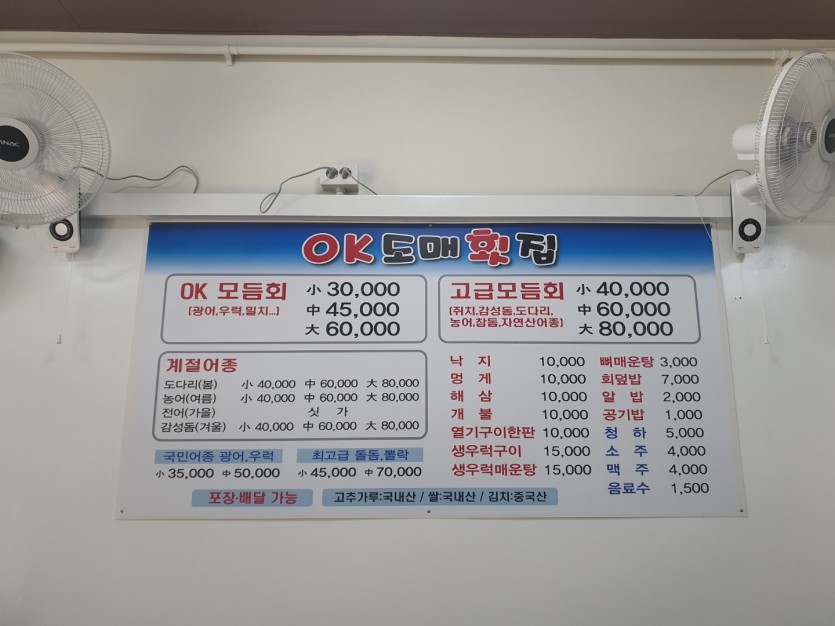 OK 도매횟집
OK 모듬회
(광어,우럭,밀치...)
小 30,000
中 45,000
大 60,000
고급모듬회
(쥐치,감성돔,도다리,
농어,참돔,자연산어종)
小 40,000
中 60,000
大 80,000
계절어종
도다리(봄) 小 40,000 中 60,000 大 80,000
농어(여름) 小 40,000 中 60,000 大 80,000
전어(가을) 싯 가
감성돔(겨울) 小 40,000 中 60,000 大 80,000
국민어종 광어,우럭
小 35,000 中 50,000
최고급 돌돔,뽈락
小 45,000 中 70,000
낙 지 10,000
멍 게 10,000
해 삼 10,000
개 불 10,000
열기구이한판 10,000
생우럭구이 15,000
생우럭매운탕 15,000
뼈매운탕 3,000
회덮밥 7,000
알 밥 2,000
공기밥 1,000
청 하 5,000
소 주 4,000
맥 주 4,000
음료수 1,500
포장·배달 가능
고추가루:국내산 / 쌀:국내산 / 김치:중국산